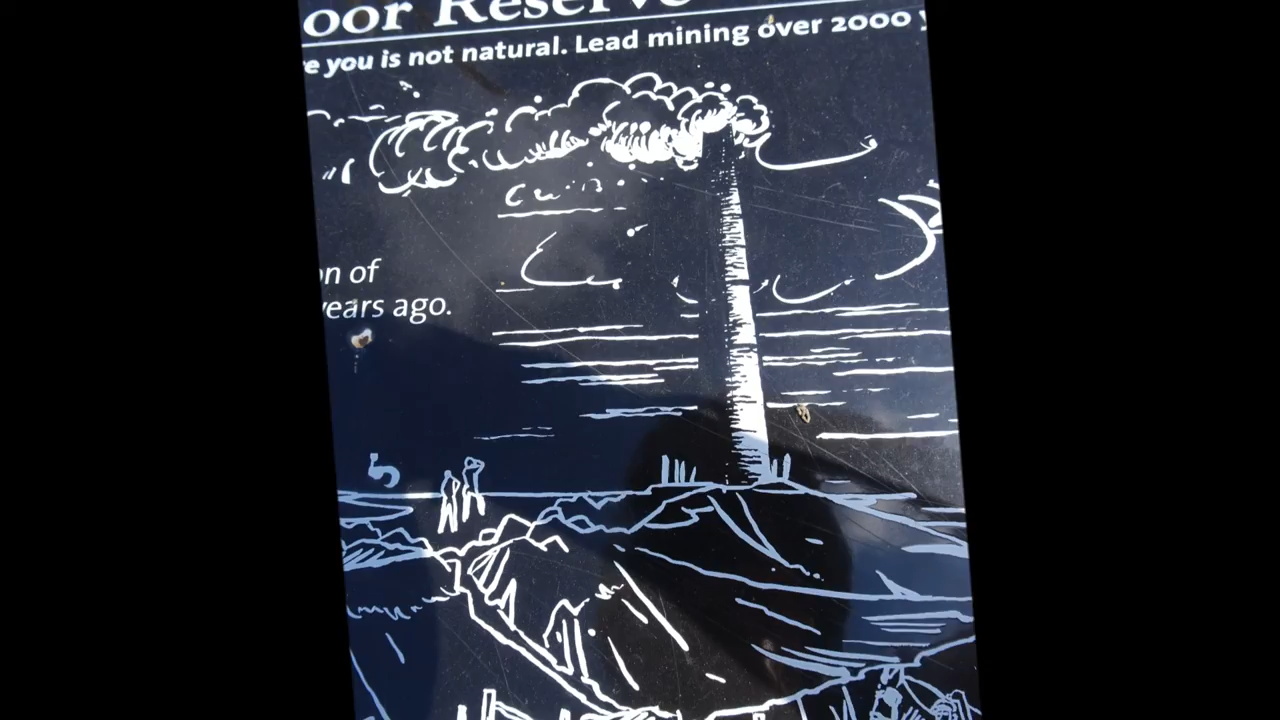 oor Reserve
e you is not natural. Lead mining over 2000 y
on of
years ago.